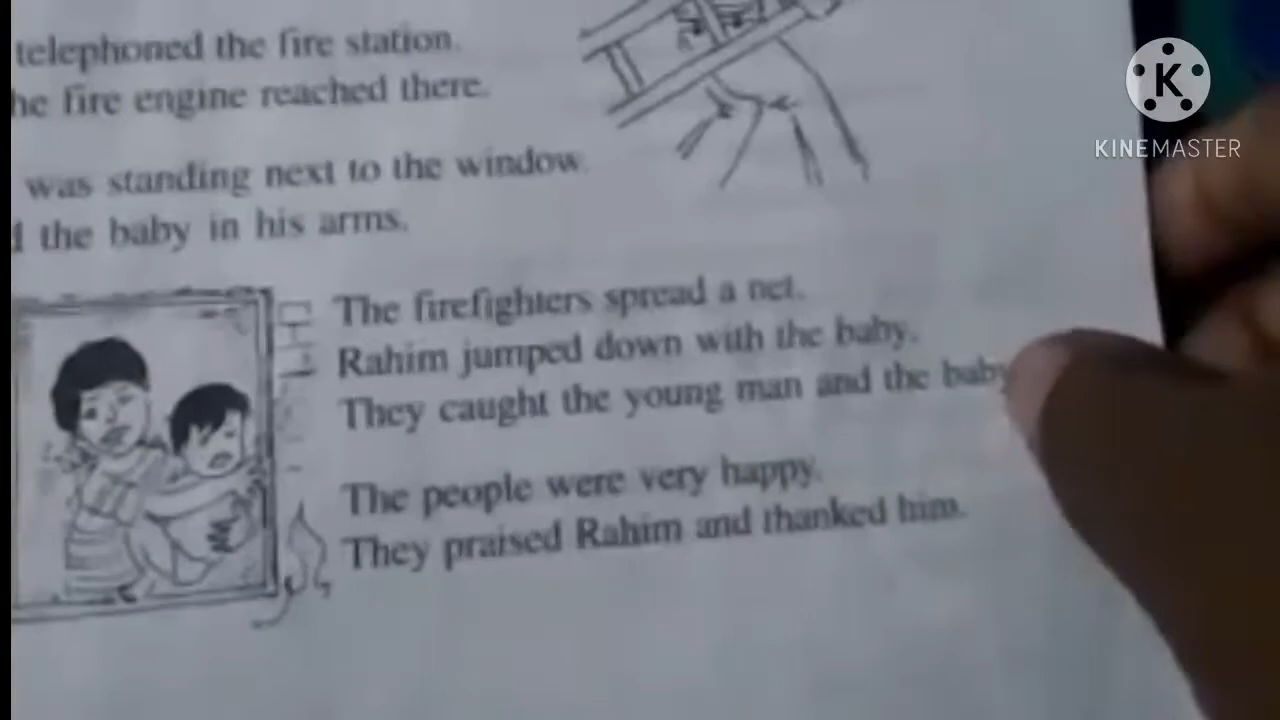 telephoned the fire station.
he fire engine reached there.
was standing next to the window.
the baby in his arms.
The firefighters spread a net.
Rahim jumped down with the baby.
They caught the young man and the baby
The people were very happy.
They praised Rahim and thanked him.
K
KINEMASTER